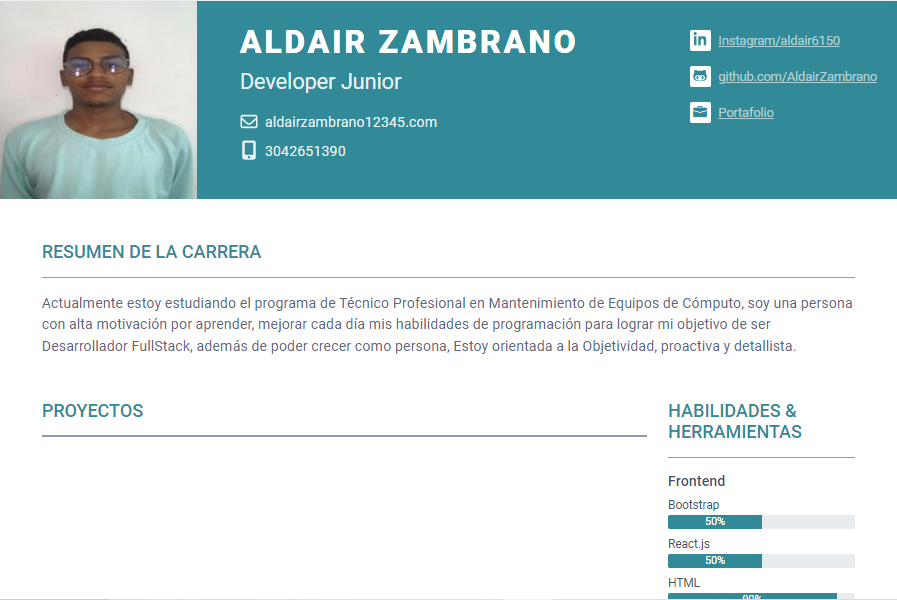 ALDAIR ZAMBRANO
Developer Junior
aldairzambrano12345.com
3042651390
Instagram/aldair6150
github.com/AldairZambrano
Portafolio
RESUMEN DE LA CARRERA
Actualmente estoy estudiando el programa de Técnico Profesional en Mantenimiento de Equipos de Cómputo, soy una persona
con alta motivación por aprender, mejorar cada día mis habilidades de programación para lograr mi objetivo de ser
Desarrollador FullStack, además de poder crecer como persona, Estoy orientada a la Objetividad, proactiva y detallista.
PROYECTOS
HABILIDADES &
HERRAMIENTAS
Frontend
Bootstrap
50%
React.js
50%
HTML
90%